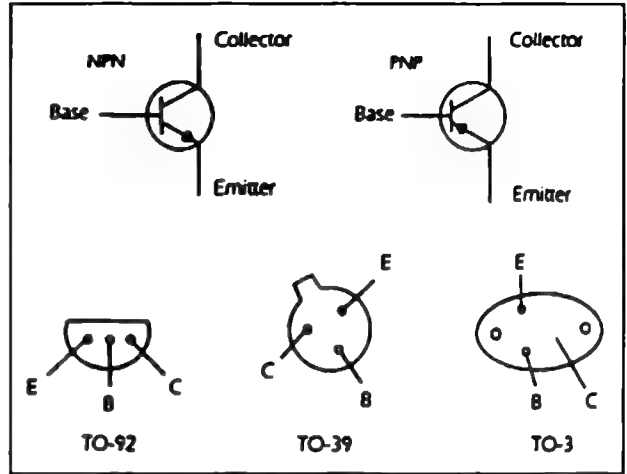 NPN
Collector
Base
Emitter
PNP
Collector
Base
Emitter
E
B
C
TO-92
E
C
B
TO-39
E
B
C
TO-3